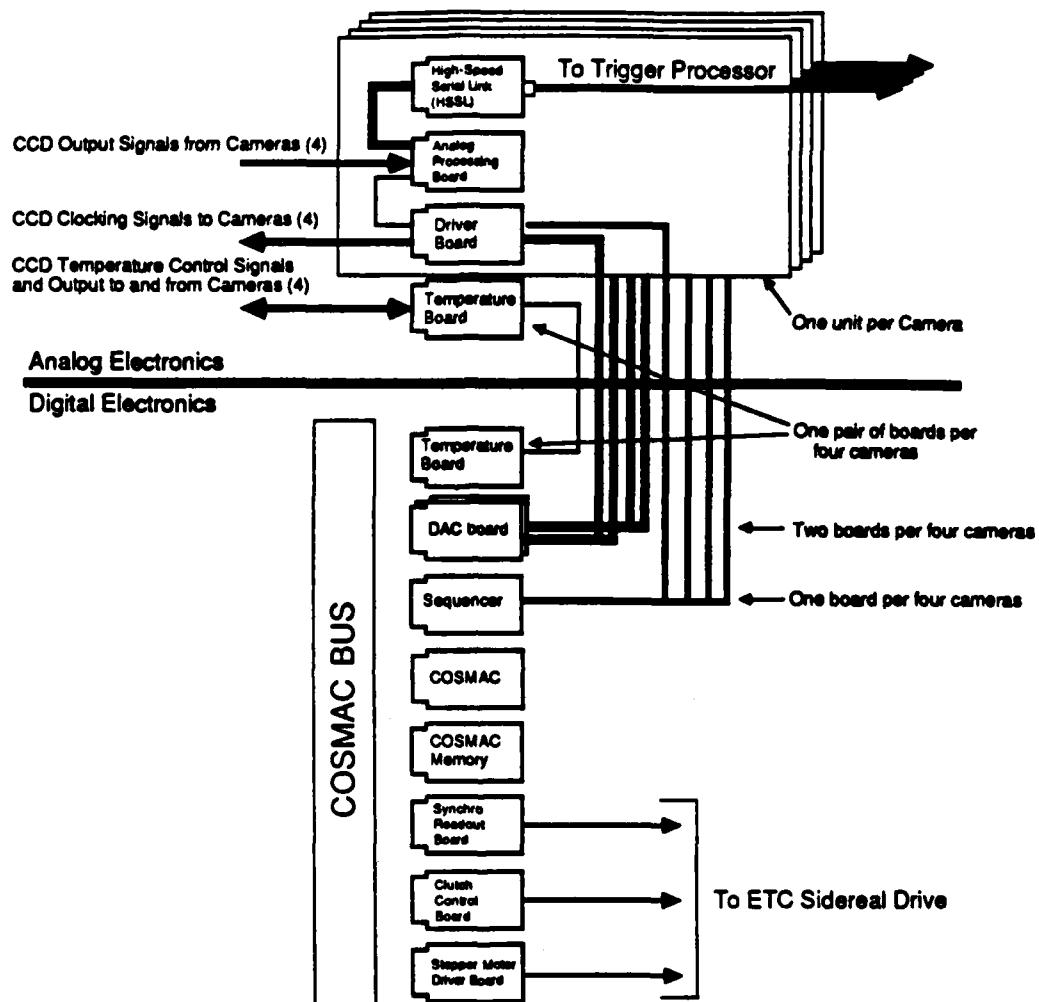 High-Speed
Serial Unit
(HSSL)
To Trigger Processor
CCD Output Signals from Cameras (4)
Analog
Processing
Board
CCD Clocking Signals to Cameras (4)
Driver
Board
CCD Temperature Control Signals
and Output to and from Cameras (4)
Temperature
Board
One unit per Camera
Analog Electronics
Digital Electronics
One pair of boards per
four cameras
Temperature
Board
DAC board
Two boards per four cameras
Sequencer
One board per four cameras
COSMAC BUS
COSMAC
COSMAC
Memory
Synchro
Readout
Board
Clutch
Control
Board
To ETC Sidereal Drive
Stepper Motor
Driver Board